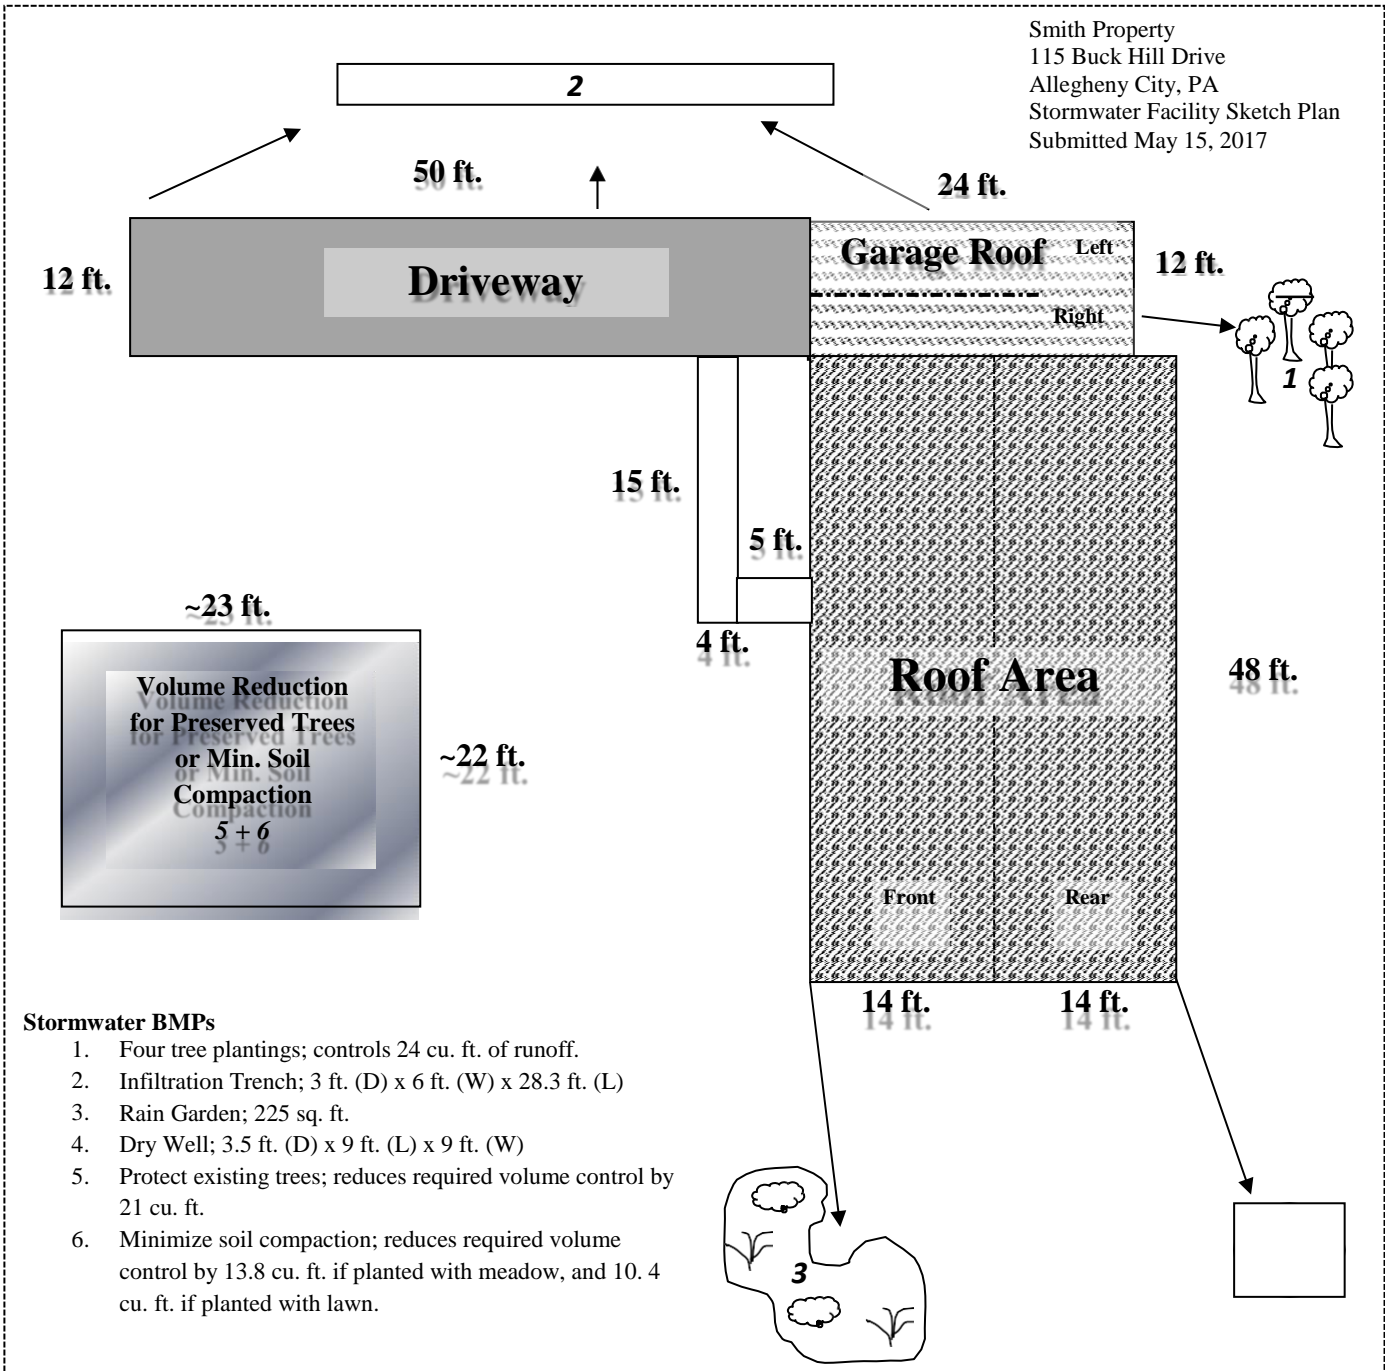 Smith Property
115 Buck Hill Drive
Allegheny City, PA
Stormwater Facility Sketch Plan
Submitted May 15, 2017
2
50 ft.
24 ft.
12 ft.
Driveway
Garage Roof
Left
Right
12 ft.
1
15 ft.
5 ft.
4 ft.
~23 ft.
Volume Reduction
for Preserved Trees
or Min. Soil
Compaction
5 + 6
~22 ft.
Roof Area
48 ft.
Front
Rear
14 ft.
14 ft.
Stormwater BMPs
1. Four tree plantings; controls 24 cu. ft. of runoff.
2. Infiltration Trench; 3 ft. (D) x 6 ft. (W) x 28.3 ft. (L)
3. Rain Garden; 225 sq. ft.
4. Dry Well; 3.5 ft. (D) x 9 ft. (L) x 9 ft. (W)
5. Protect existing trees; reduces required volume control by
21 cu. ft.
6. Minimize soil compaction; reduces required volume
control by 13.8 cu. ft. if planted with meadow, and 10. 4
cu. ft. if planted with lawn.
3